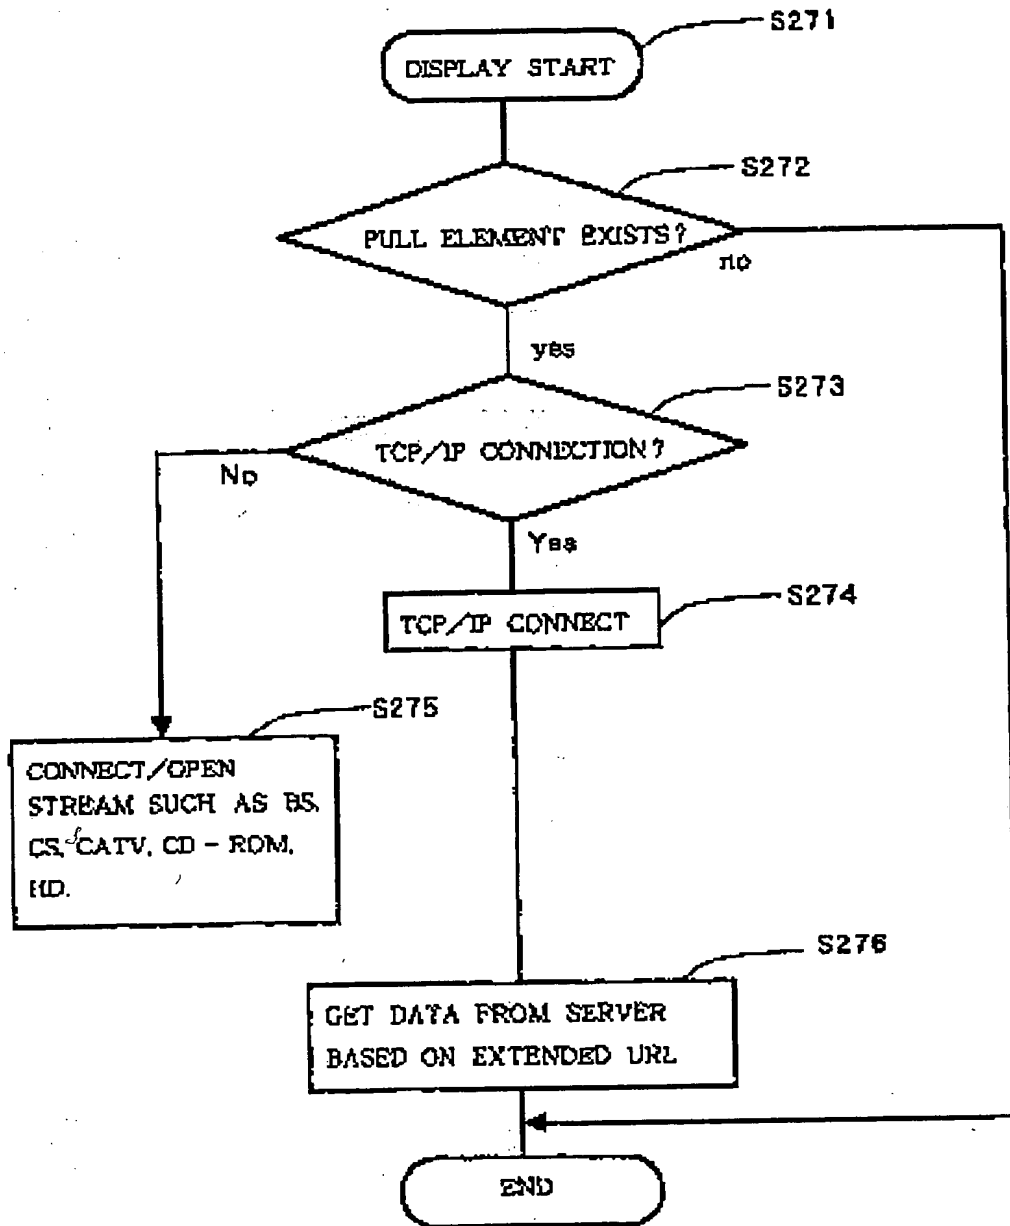 S271
DISPLAY START
S272
PULL ELEMENT EXISTS?
no
yes
S273
TCP/IP CONNECTION?
No
Yes
S274
TCP/IP CONNECT
S275
CONNECT/OPEN
STREAM SUCH AS BS,
CS, CATV, CD-ROM,
HD.
S276
GET DATA FROM SERVER
BASED ON EXTENDED URL
END